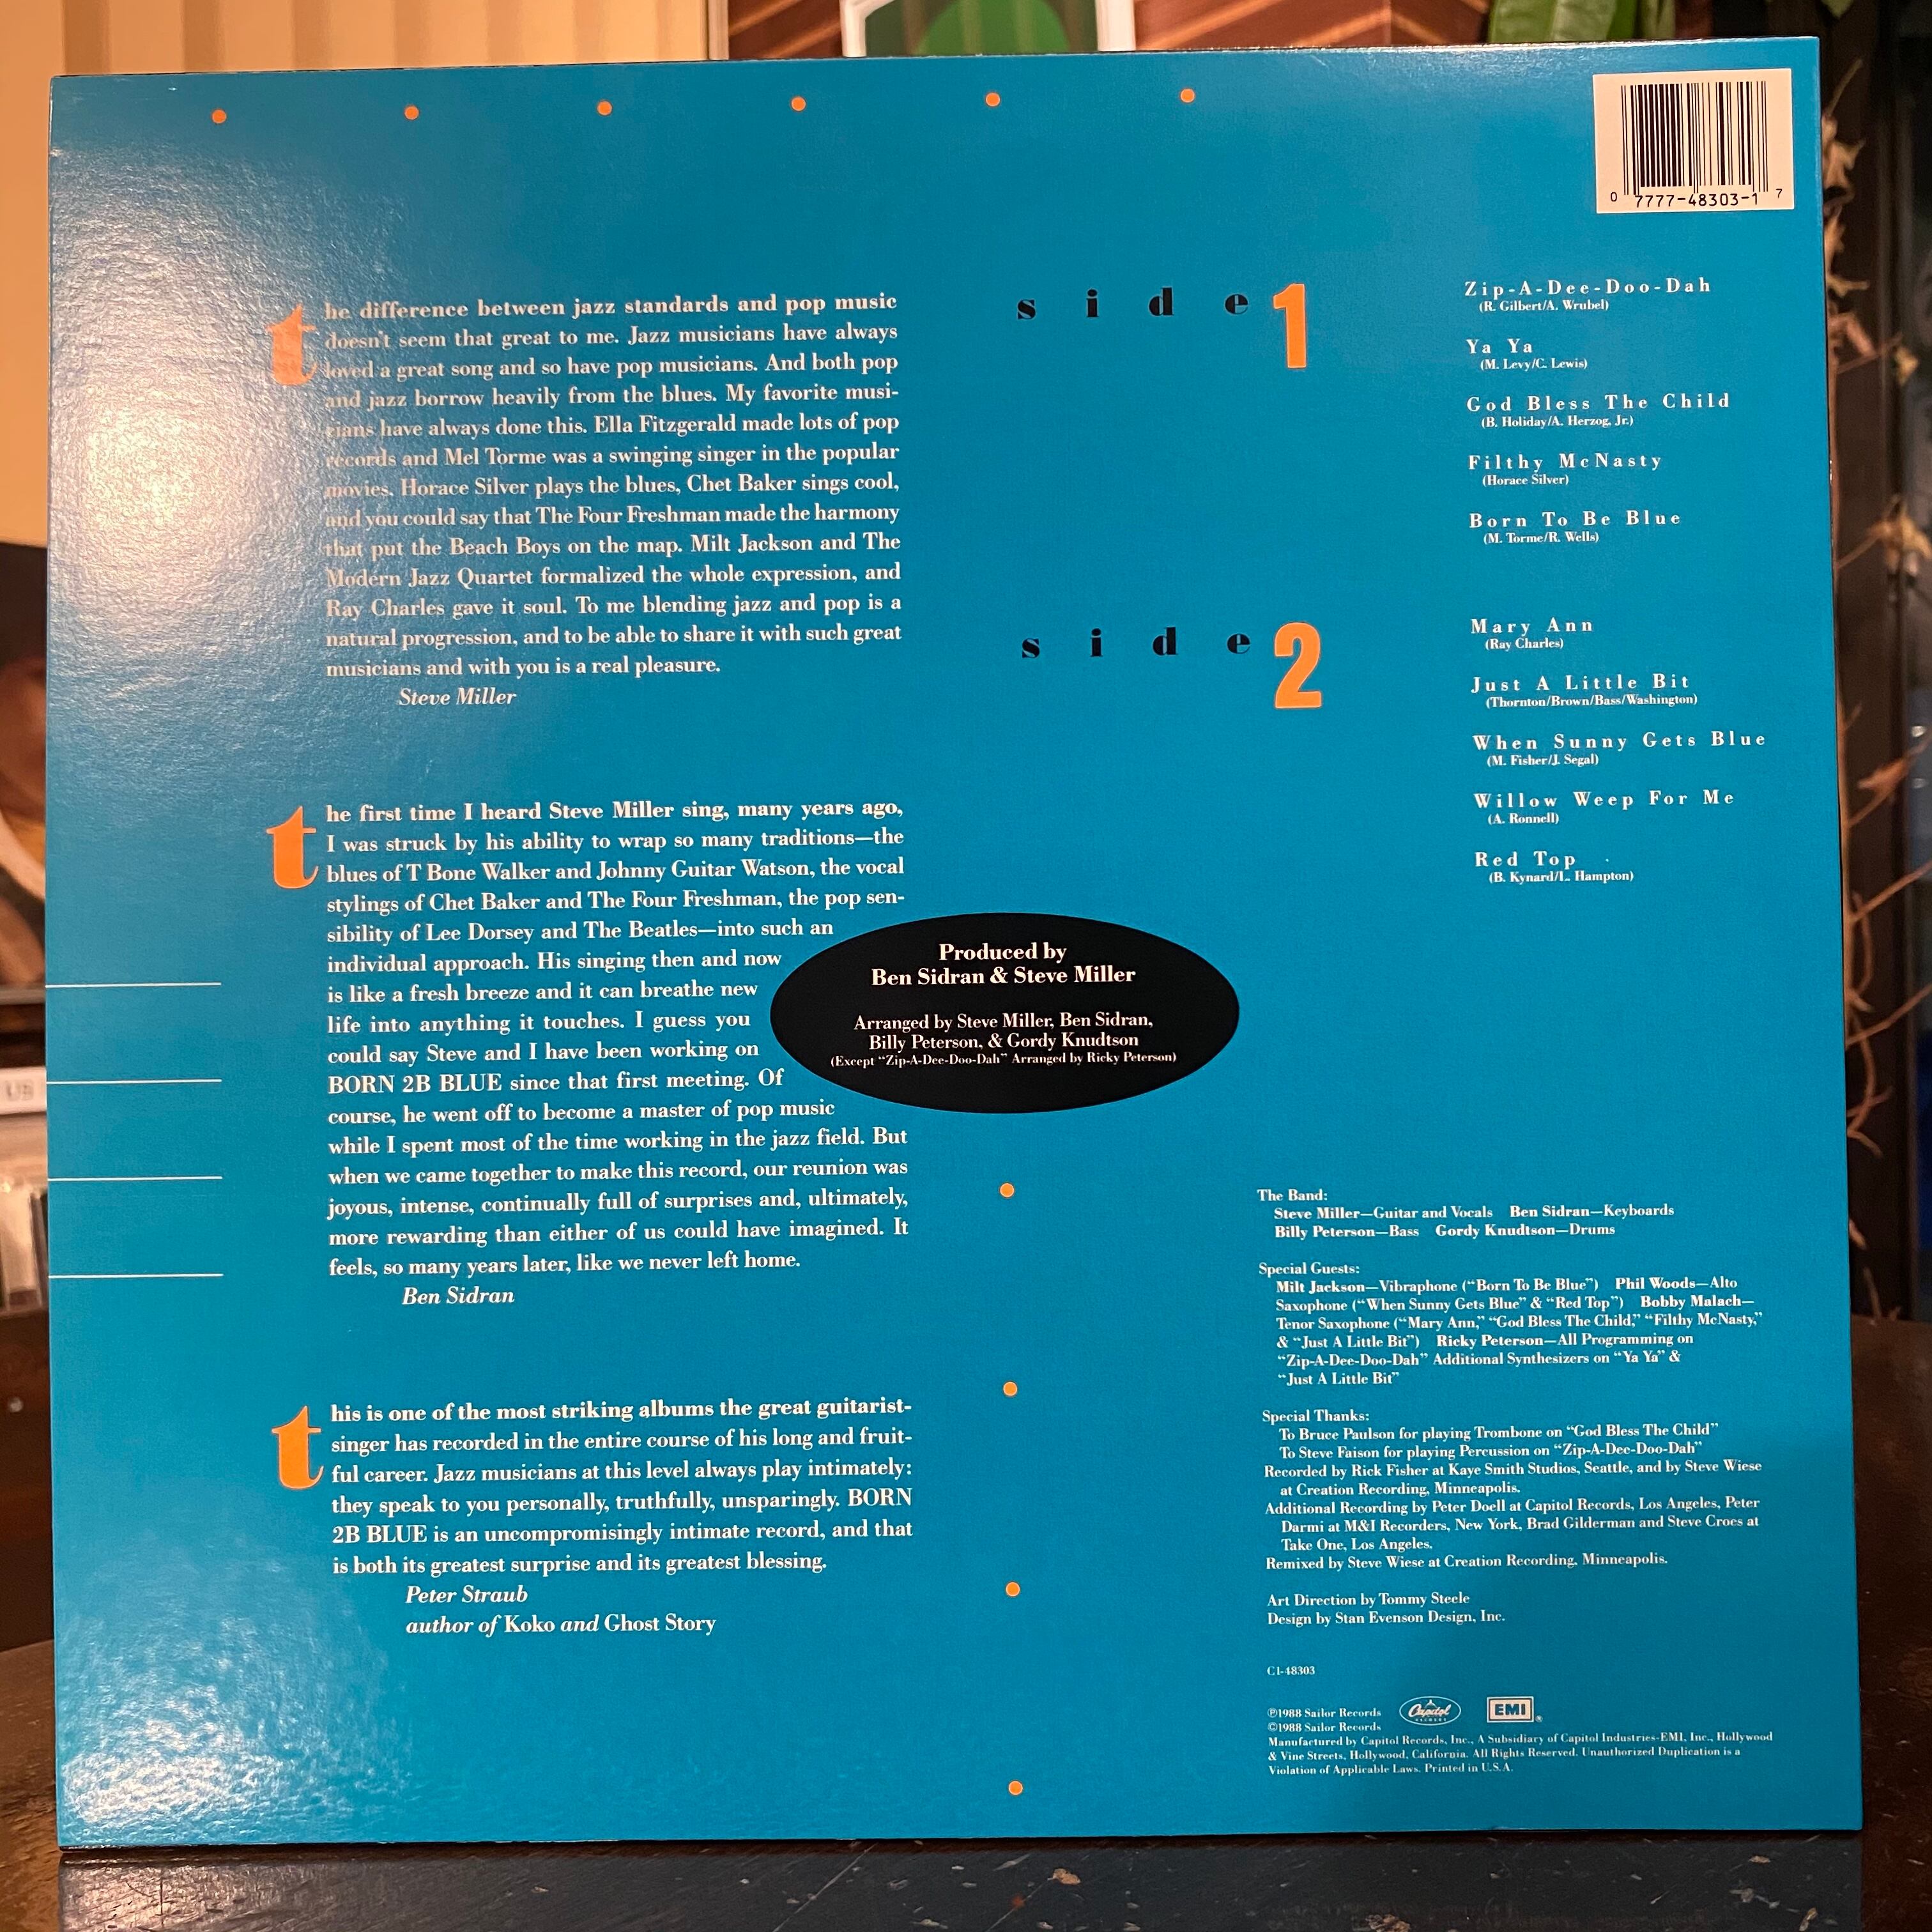 0 7777-48303-1 7
the difference between jazz standards and pop music
doesn't seem that great to me. Jazz musicians have always
loved a great song and so have pop musicians. And both pop
and jazz borrow heavily from the blues. My favorite musi-
cians have always done this. Ella Fitzgerald made lots of pop
records and Mel Torme was a swinging singer in the popular
movies. Horace Silver plays the blues, Chet Baker sings cool,
and you could say that The Four Freshman made the harmony
that put the Beach Boys on the map. Milt Jackson and The
Modern Jazz Quartet formalized the whole expression, and
Ray Charles gave it soul. To me blending jazz and pop is a
natural progression, and to be able to share it with such great
musicians and with you is a real pleasure.
Steve Miller
the first time I heard Steve Miller sing, many years ago,
I was struck by his ability to wrap so many traditions—the
blues of T Bone Walker and Johnny Guitar Watson, the vocal
stylings of Chet Baker and The Four Freshman, the pop sen-
sibility of Lee Dorsey and The Beatles—into such an
individual approach. His singing then and now
is like a fresh breeze and it can breathe new
life into anything it touches. I guess you
could say Steve and I have been working on
BORN 2B BLUE since that first meeting. Of
course, he went off to become a master of pop music
while I spent most of the time working in the jazz field. But
when we came together to make this record, our reunion was
joyous, intense, continually full of surprises and, ultimately,
more rewarding than either of us could have imagined. It
feels, so many years later, like we never left home.
Ben Sidran
this is one of the most striking albums the great guitarist-
singer has recorded in the entire course of his long and fruit-
ful career. Jazz musicians at this level always play intimately:
they speak to you personally, truthfully, unsparingly. BORN
2B BLUE is an uncompromisingly intimate record, and that
is both its greatest surprise and its greatest blessing.
Peter Straub
author of Koko and Ghost Story
side 1
Zip-A-Dee-Doo-Dah
(R. Gilbert/A. Wrubel)
Ya Ya
(M. Levy/C. Lewis)
God Bless The Child
(B. Holiday/A. Herzog, Jr.)
Filthy McNasty
(Horace Silver)
Born To Be Blue
(M. Torme/R. Wells)
side 2
Mary Ann
(Ray Charles)
Just A Little Bit
(Thornton/Brown/Bass/Washington)
When Sunny Gets Blue
(M. Fisher/J. Segal)
Willow Weep For Me
(A. Ronnell)
Red Top
(B. Kynard/L. Hampton)
Produced by
Ben Sidran & Steve Miller
Arranged by Steve Miller, Ben Sidran,
Billy Peterson, & Gordy Knudtson
(Except “Zip-A-Dee-Doo-Dah” Arranged by Ricky Peterson)
The Band:
Steve Miller—Guitar and Vocals Ben Sidran—Keyboards
Billy Peterson—Bass Gordy Knudtson—Drums
Special Guests:
Milt Jackson—Vibraphone (“Born To Be Blue”) Phil Woods—Alto
Saxophone (“When Sunny Gets Blue” & “Red Top”) Bobby Malach—
Tenor Saxophone (“Mary Ann,” “God Bless The Child,” “Filthy McNasty,”
& “Just A Little Bit”) Ricky Peterson—All Programming on
“Zip-A-Dee-Doo-Dah” Additional Synthesizers on “Ya Ya” &
“Just A Little Bit”
Special Thanks:
To Bruce Paulson for playing Trombone on “God Bless The Child”
To Steve Faison for playing Percussion on “Zip-A-Dee-Doo-Dah”
Recorded by Rick Fisher at Kaye Smith Studios, Seattle, and by Steve Wiese
at Creation Recording, Minneapolis.
Additional Recording by Peter Doell at Capitol Records, Los Angeles, Peter
Darmi at M&I Recorders, New York, Brad Gilderman and Steve Croes at
Take One, Los Angeles.
Remixed by Steve Wiese at Creation Recording, Minneapolis.
Art Direction by Tommy Steele
Design by Stan Evenson Design, Inc.
C1-48303
℗1988 Sailor Records
©1988 Sailor Records
Capitol RECORDS EMI®
Manufactured by Capitol Records, Inc., A Subsidiary of Capitol Industries-EMI, Inc., Hollywood
& Vine Streets, Hollywood, California. All Rights Reserved. Unauthorized Duplication is a
Violation of Applicable Laws. Printed in U.S.A.
US